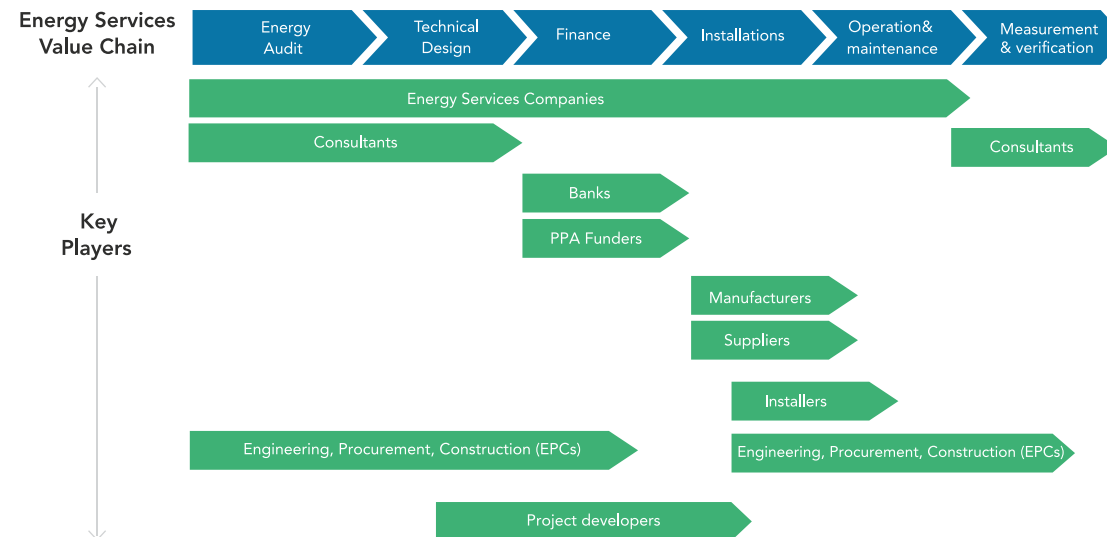 Energy Services
Value Chain
Energy
Audit
Technical
Design
Finance
Installations
Operation&
maintenance
Measurement
& verification
Energy Services Companies
Consultants
Consultants
Banks
Key
Players
PPA Funders
Manufacturers
Suppliers
Installers
Engineering, Procurement, Construction (EPCs)
Engineering, Procurement, Construction (EPCs)
Project developers